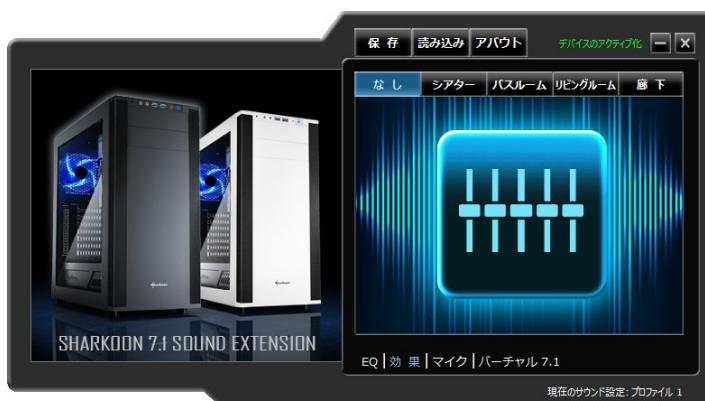 保 存 読み込み アバウト デバイスのアクティブ化
なし シアター バスルーム リビングルーム 廊 下
SHARKOON 7.1 SOUND EXTENSION
EQ 効 果 マイク バーチャル 7.1
現在のサウンド設定: プロファイル 1